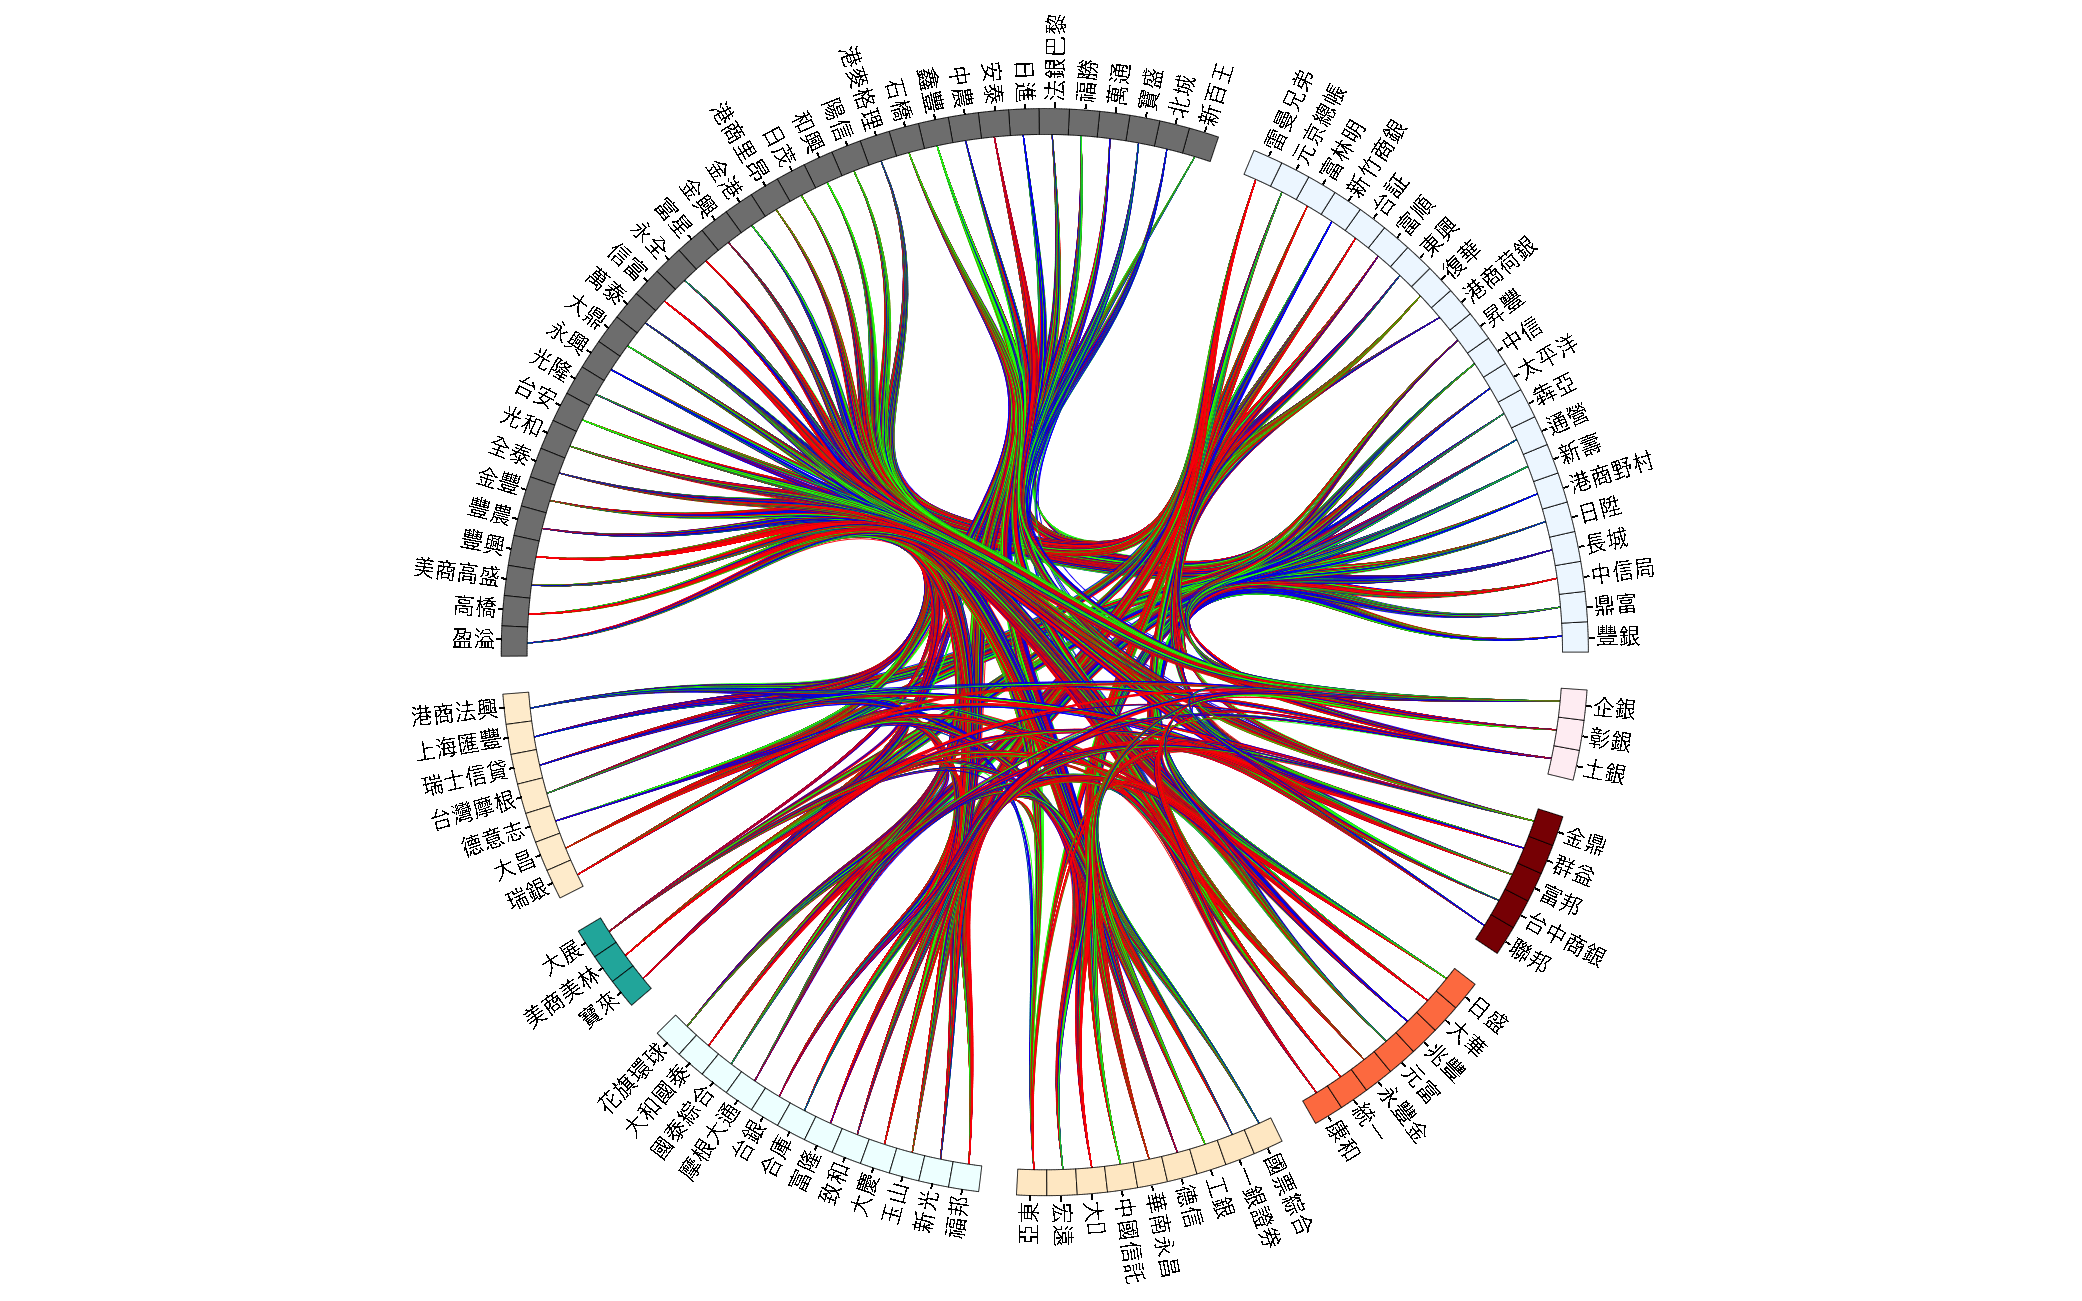 盈溢
高橋
美商高盛
豐興
豐農
金豐
全泰
光和
台安
光隆
永興
大鼎
萬泰
信富
永全
富星
金興
金港
港商里昂
日茂
和興
陽信
港麥格理
石橋
鑫豐
中農
安泰
日進
法銀巴黎
福勝
萬通
寶盛
北城
新百王
雷曼兄弟
元京總帳
富林明
新竹商銀
台証
富順
東興
復華
港商荷銀
昇豐
中信
太平洋
犇亞
通營
新壽
港商野村
日陞
長城
中信局
鼎富
豐銀
企銀
彰銀
土銀
金鼎
群益
富邦
台中商銀
聯邦
日盛
大華
兆豐
元富
永豐金
統一
康和
國票綜合
一銀證券
工銀
德信
華南永昌
中國信託
大口
宏遠
亞東
福邦
新光
玉山
大慶
致和
富隆
合庫
台銀
摩根大通
國泰綜合
大和國泰
花旗環球
寶來
美商美林
大展
瑞銀
大昌
德意志
台灣摩根
瑞士信貸
上海匯豐
港商法興